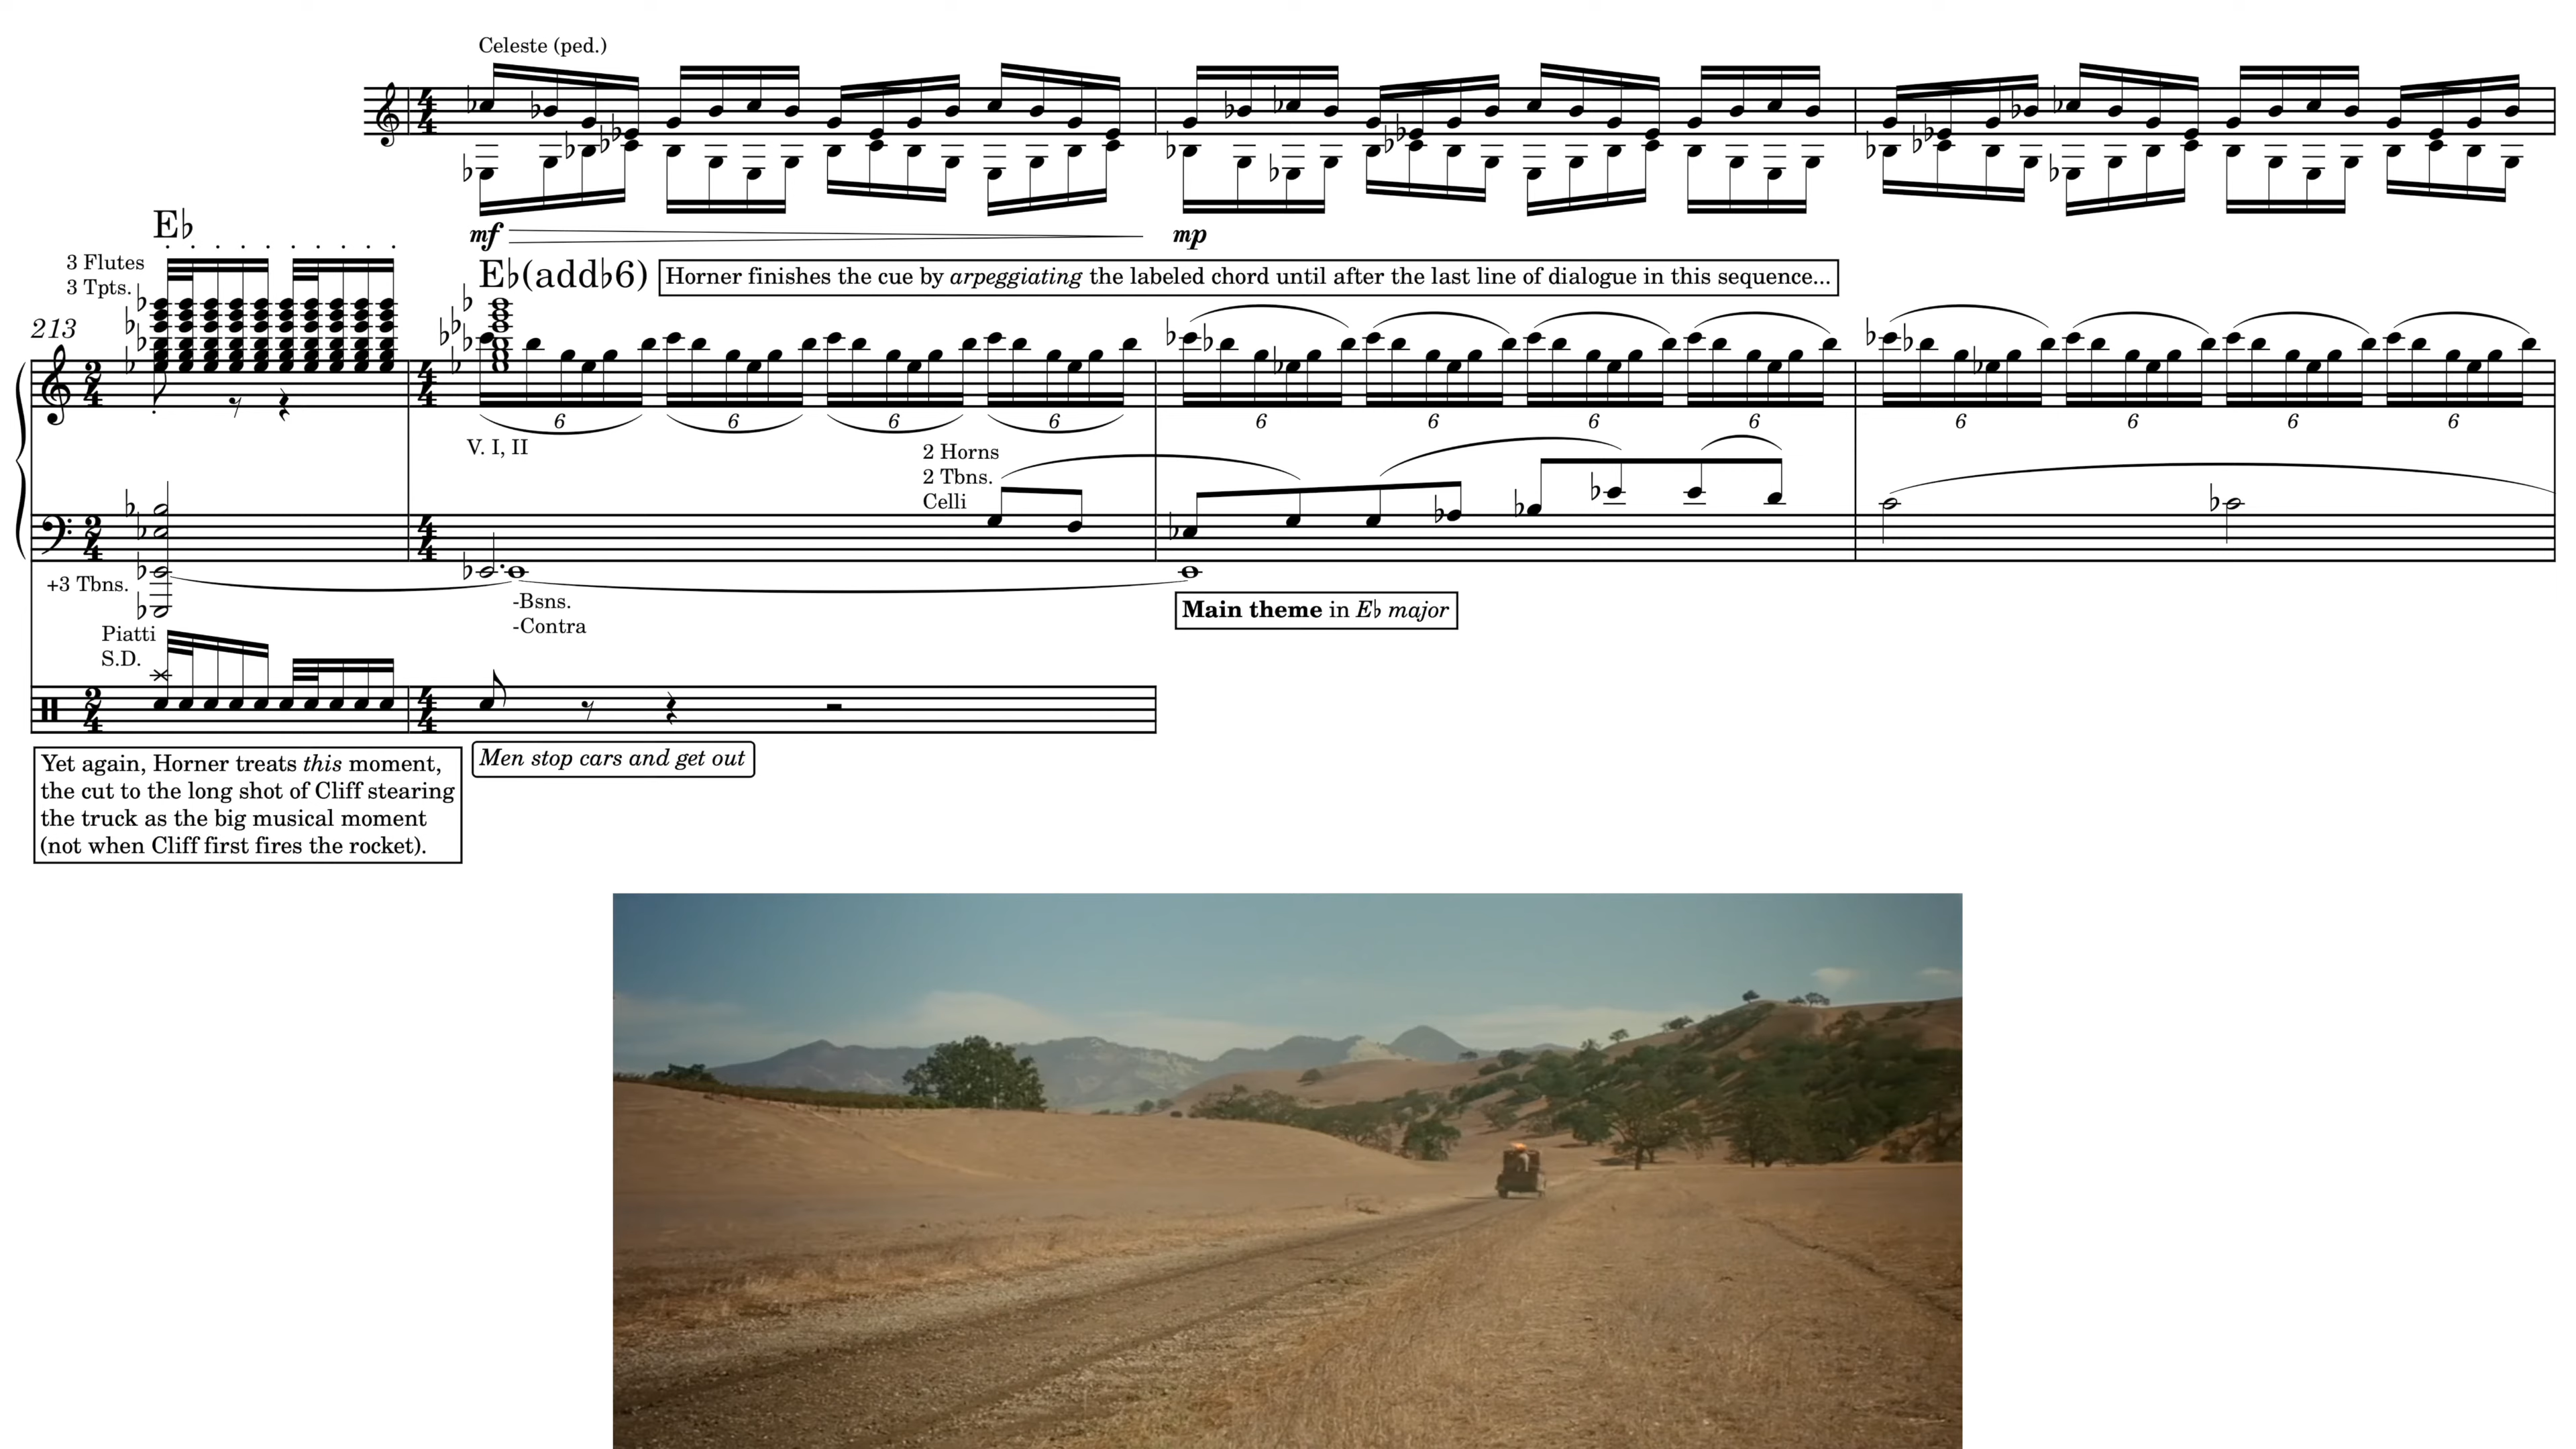 Celeste (ped.)
mf
mp
E♭
3 Flutes
3 Tpts.
E♭(add♭6)
Horner finishes the cue by arpeggiating the labeled chord until after the last line of dialogue in this sequence...
213
2
4
4
4
6 6 6 6 6 6 6 6 6 6 6 6
V. I, II
2 Horns
2 Tbns.
Celli
+3 Tbns.
-Bsns.
-Contra
Main theme in E♭ major
Piatti
S.D.
Men stop cars and get out
Yet again, Horner treats this moment,
the cut to the long shot of Cliff stearing
the truck as the big musical moment
(not when Cliff first fires the rocket).